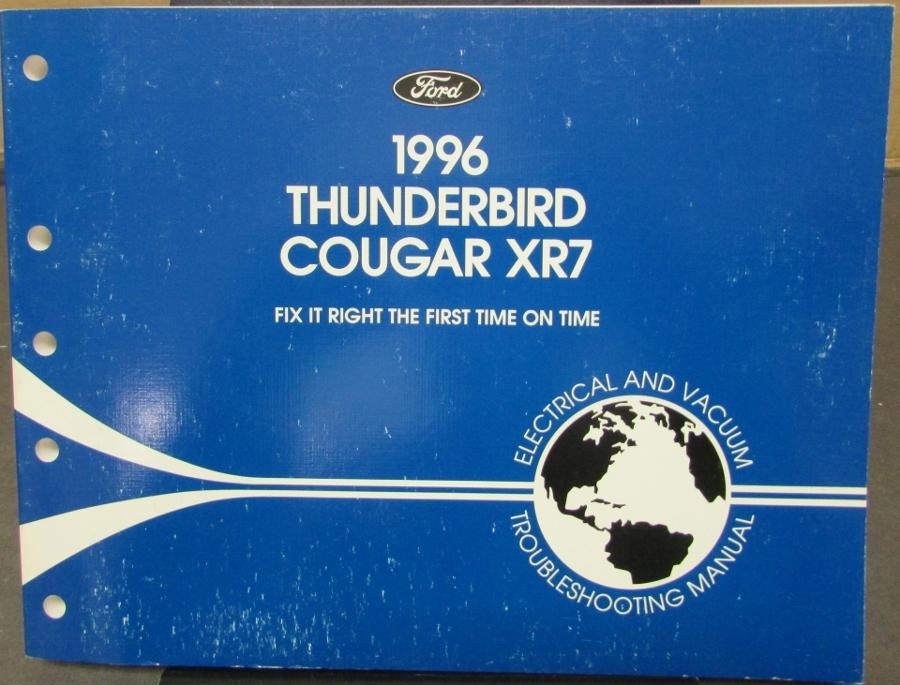 Ford
1996
THUNDERBIRD
COUGAR XR7
FIX IT RIGHT THE FIRST TIME ON TIME
ELECTRICAL AND VACUUM
TROUBLESHOOTING MANUAL